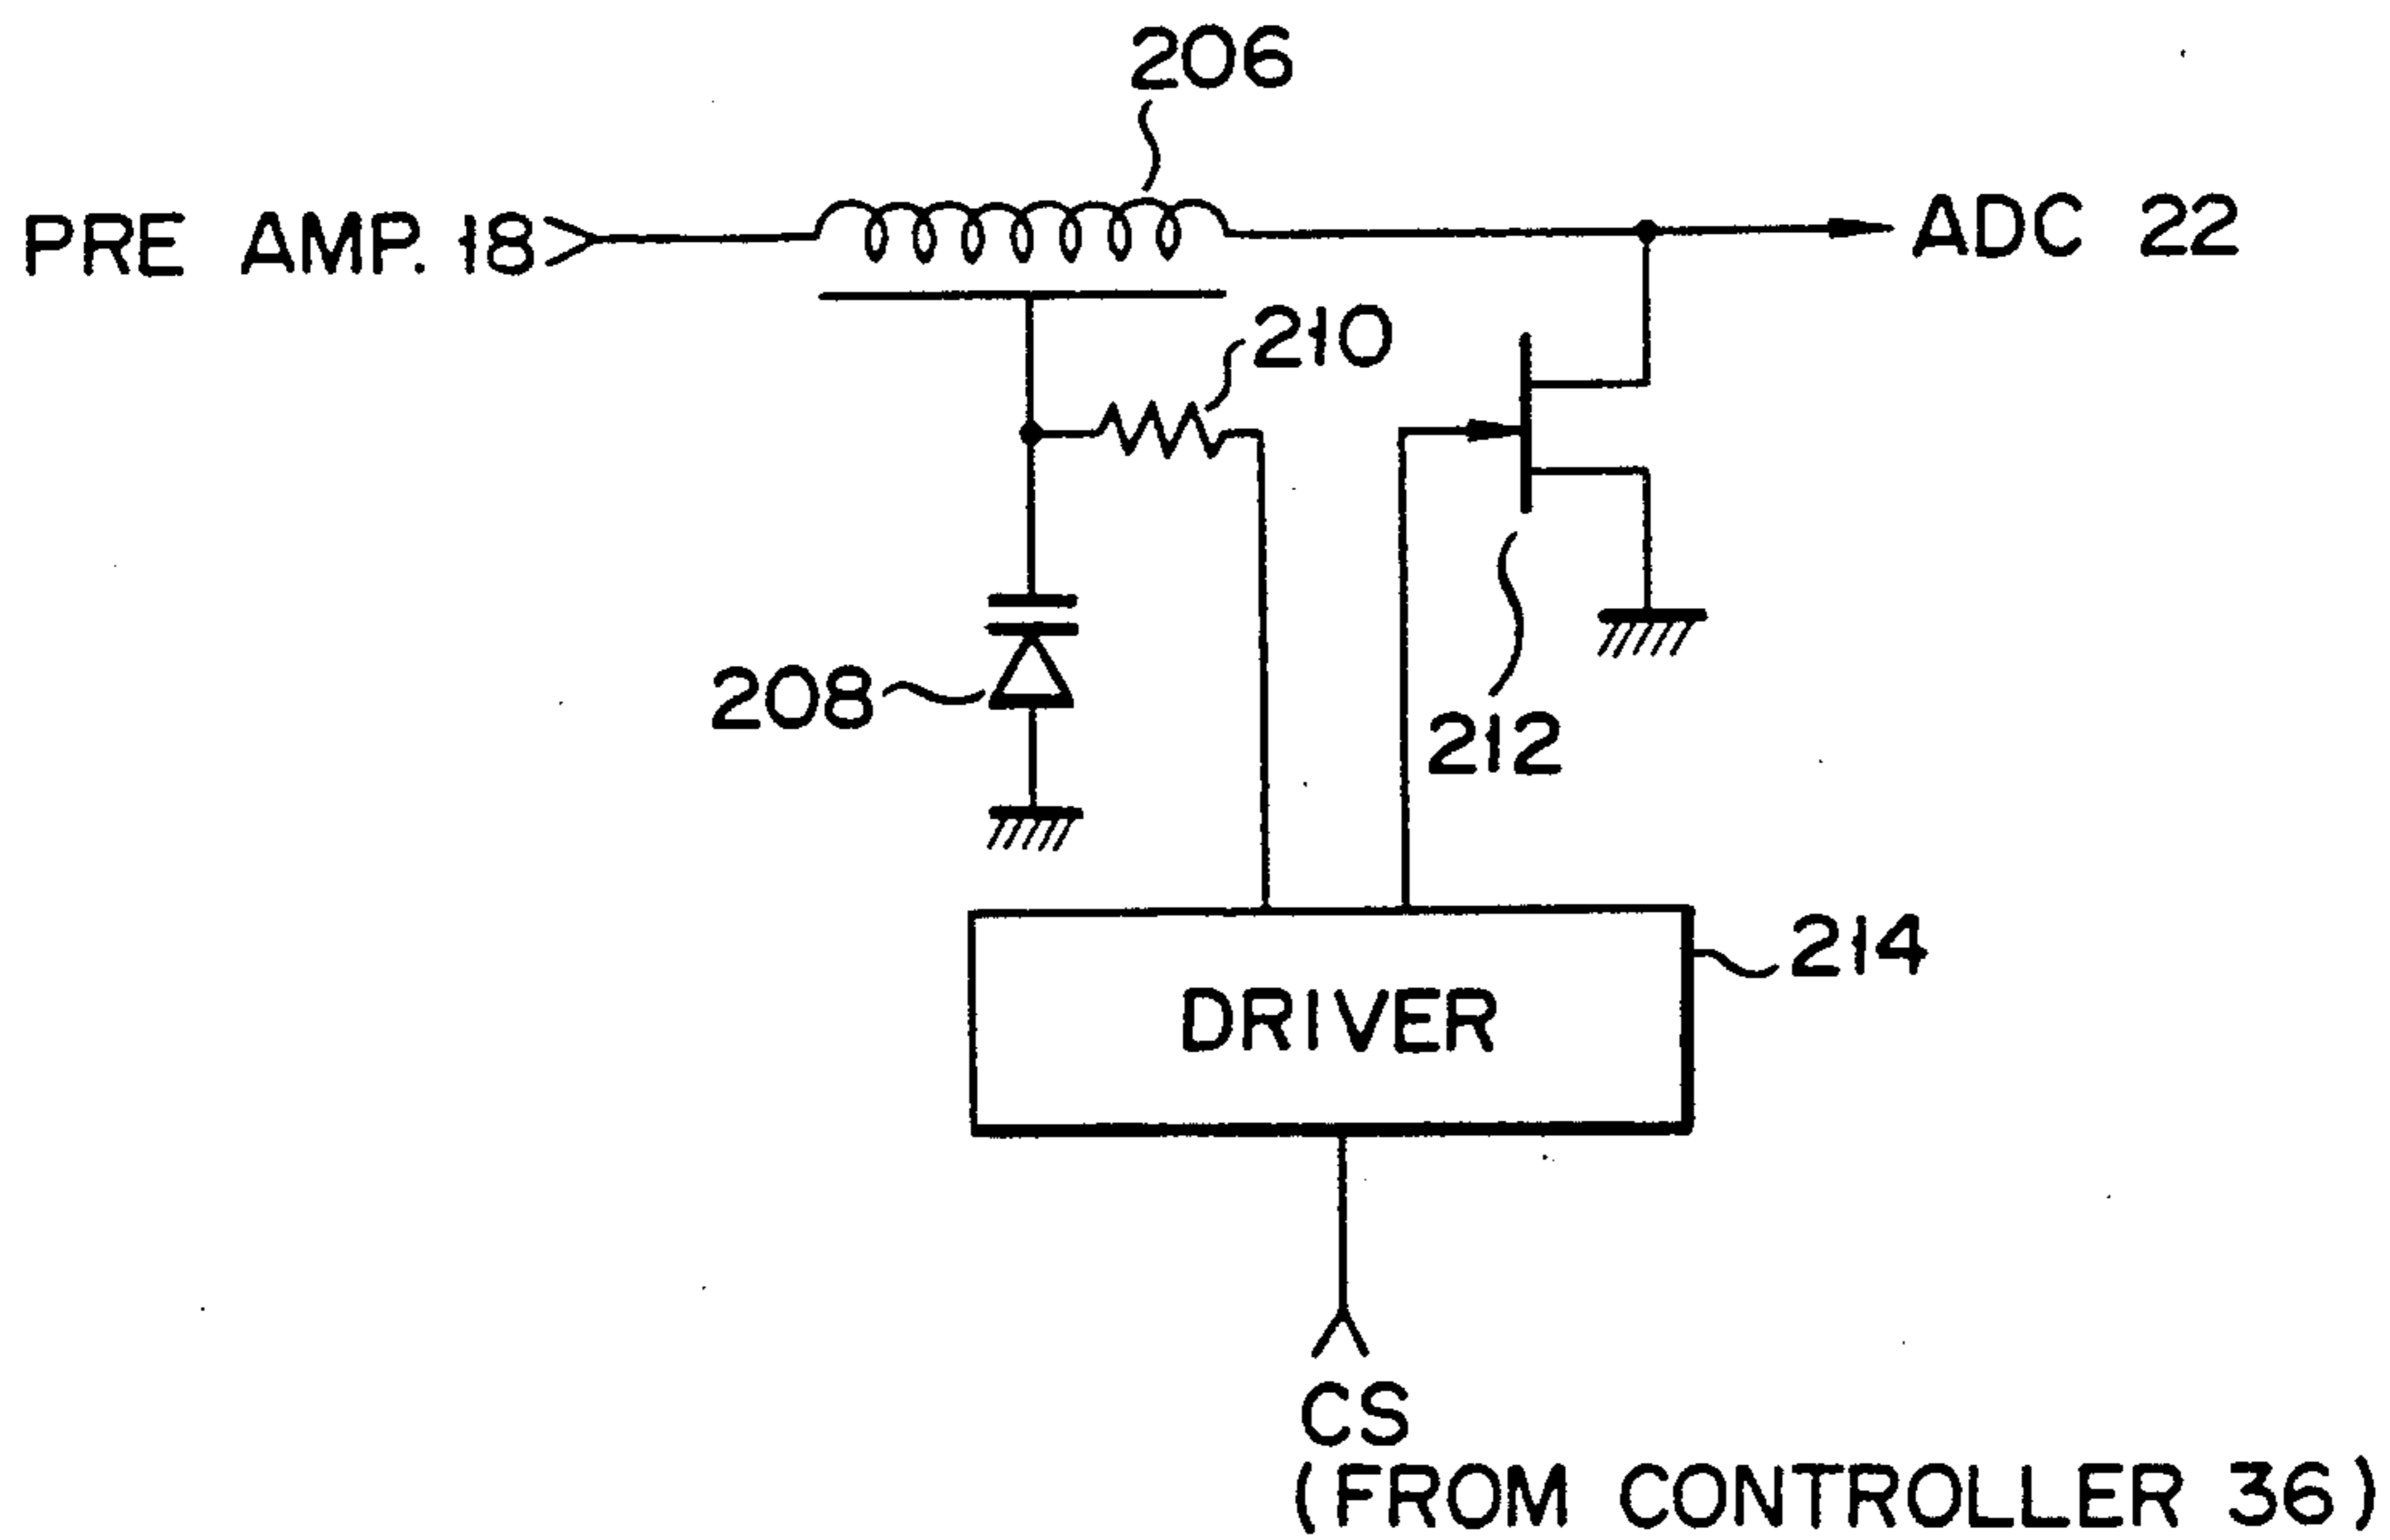 206
PRE AMP. 18
ADC 22
210
208
212
214
DRIVER
CS
(FROM CONTROLLER 36)